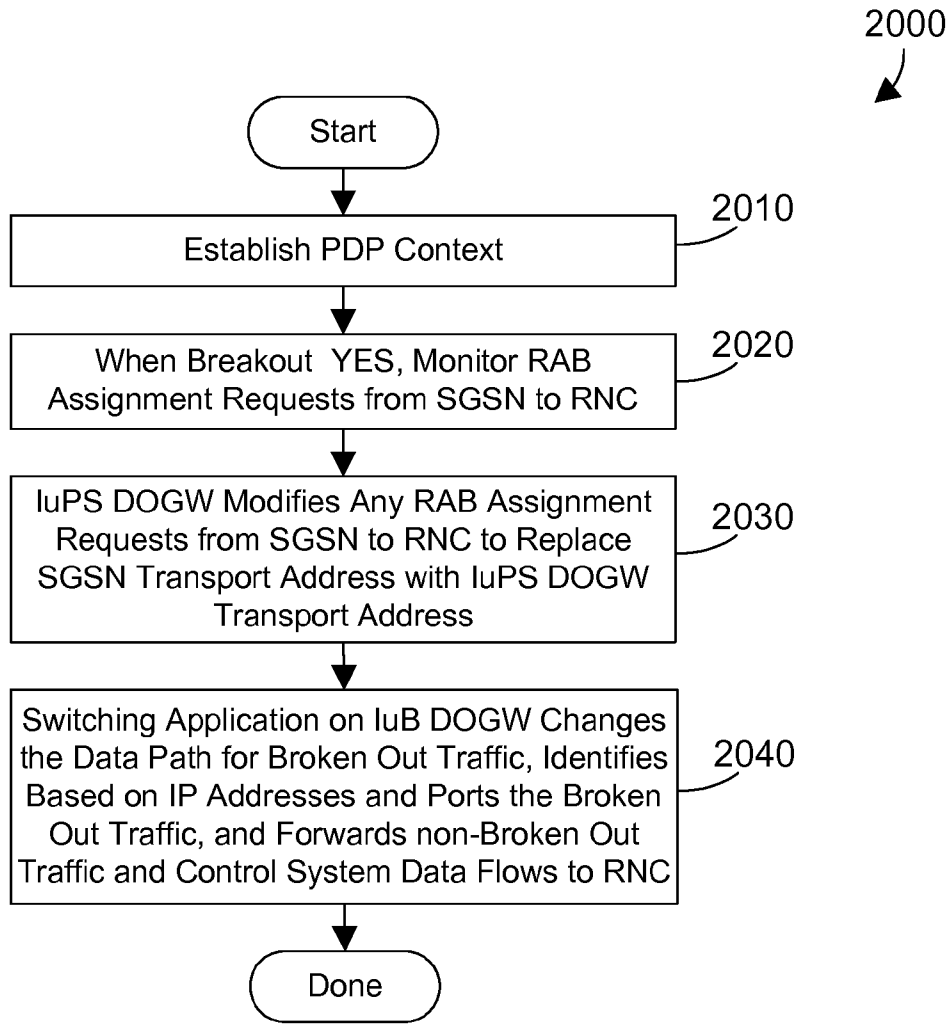 2000
Start
2010
Establish PDP Context
2020
When Breakout YES, Monitor RAB
Assignment Requests from SGSN to RNC
IuPS DOGW Modifies Any RAB Assignment
Requests from SGSN to RNC to Replace
2030
SGSN Transport Address with IuPS DOGW
Transport Address
Switching Application on IuB DOGW Changes
the Data Path for Broken Out Traffic, Identifies
2040
Based on IP Addresses and Ports the Broken
Out Traffic, and Forwards non-Broken Out
Traffic and Control System Data Flows to RNC
Done